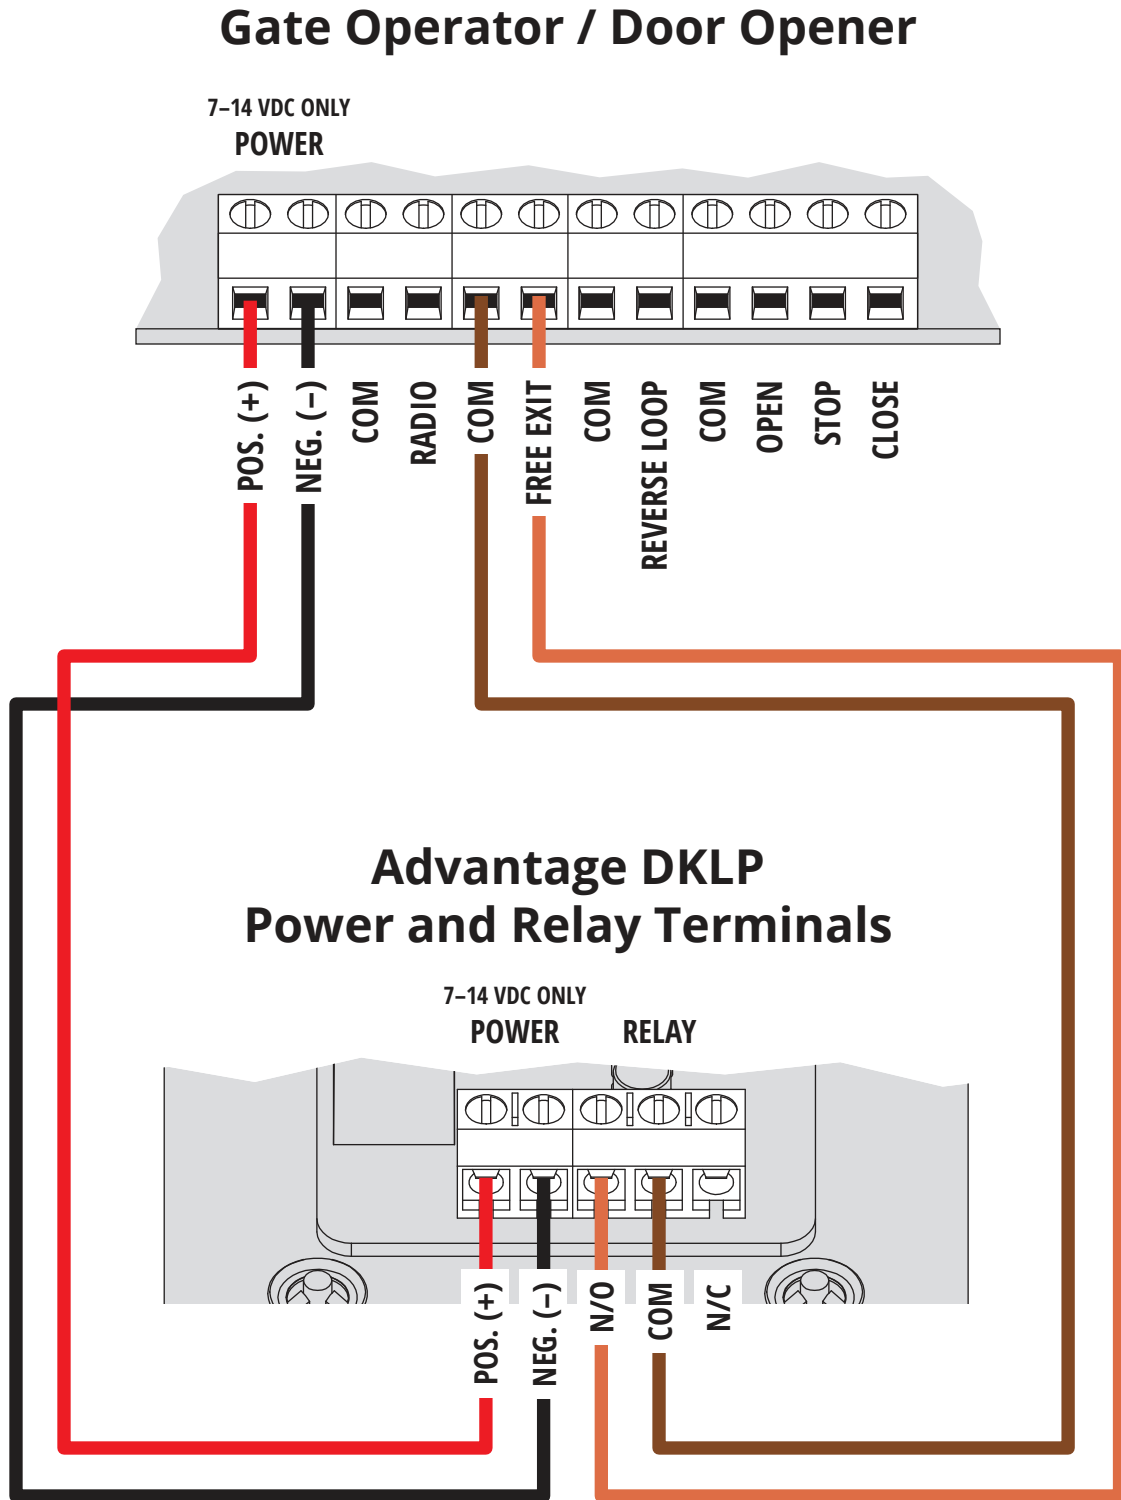 Gate Operator / Door Opener
7–14 VDC ONLY
POWER
POS. (+)
NEG. (–)
COM
RADIO
COM
FREE EXIT
COM
REVERSE LOOP
COM
OPEN
STOP
CLOSE
Advantage DKLP
Power and Relay Terminals
7–14 VDC ONLY
POWER
RELAY
POS. (+)
NEG. (–)
N/O
COM
N/C